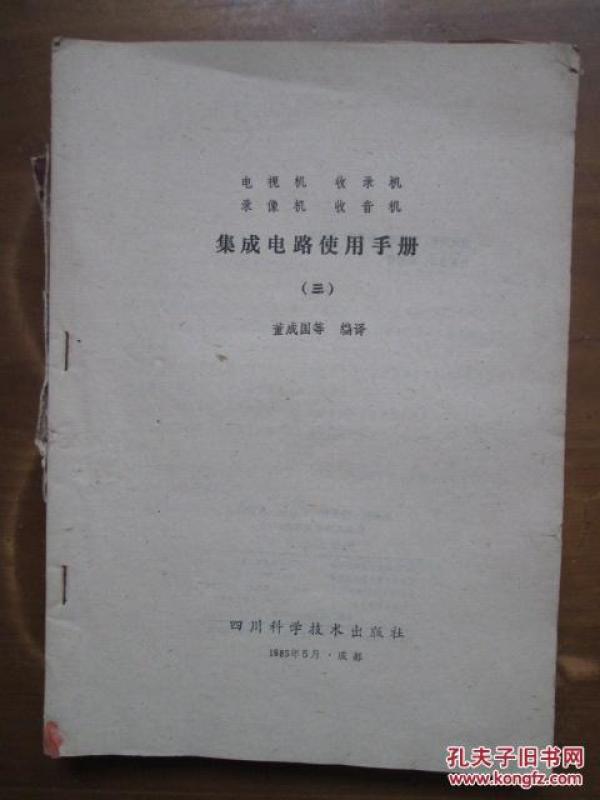 电视机 收录机
录像机 收音机
集成电路使用手册
（三）
董成国等 编译
四川科学技术出版社
1985年5月·成都
孔夫子旧书网
www.kongfz.com